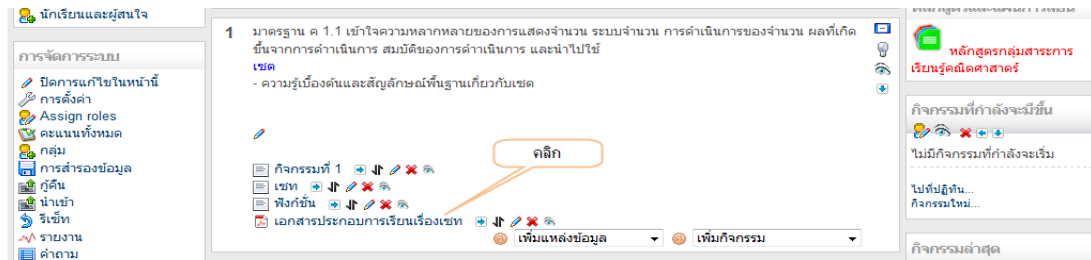 นักเรียนและผู้สนใจ
การจัดการระบบ
ปิดการแก้ไขในหน้านี้
การตั้งค่า
Assign roles
คะแนนทั้งหมด
กลุ่ม
การสำรองข้อมูล
กู้คืน
นำเข้า
รีเซ็ท
รายงาน
คำถาม
1 มาตรฐาน ค 1.1 เข้าใจความหลากหลายของการแสดงจำนวน ระบบจำนวน การดำเนินการของจำนวน ผลที่เกิด
ขึ้นจากการดำเนินการ สมบัติของการดำเนินการ และนำไปใช้
เซต
- ความรู้เบื้องต้นและสัญลักษณ์พื้นฐานเกี่ยวกับเซต
คลิก
กิจกรรมที่ 1
เซท
ฟังก์ชั่น
เอกสารประกอบการเรียนเรื่องเซท
เพิ่มแหล่งข้อมูล เพิ่มกิจกรรม
หลักสูตรกลุ่มสาระการ
เรียนรู้คณิตศาสตร์
กิจกรรมที่กำลังจะมีขึ้น
ไม่มีกิจกรรมที่กำลังจะเริ่ม
ไปที่ปฏิทิน...
กิจกรรมใหม่...
กิจกรรมล่าสุด